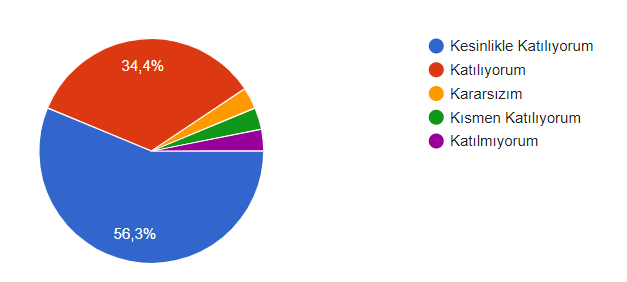 34,4%
56,3%
Kesinlikle Katılıyorum
Katılıyorum
Kararsızım
Kısmen Katılıyorum
Katılmıyorum